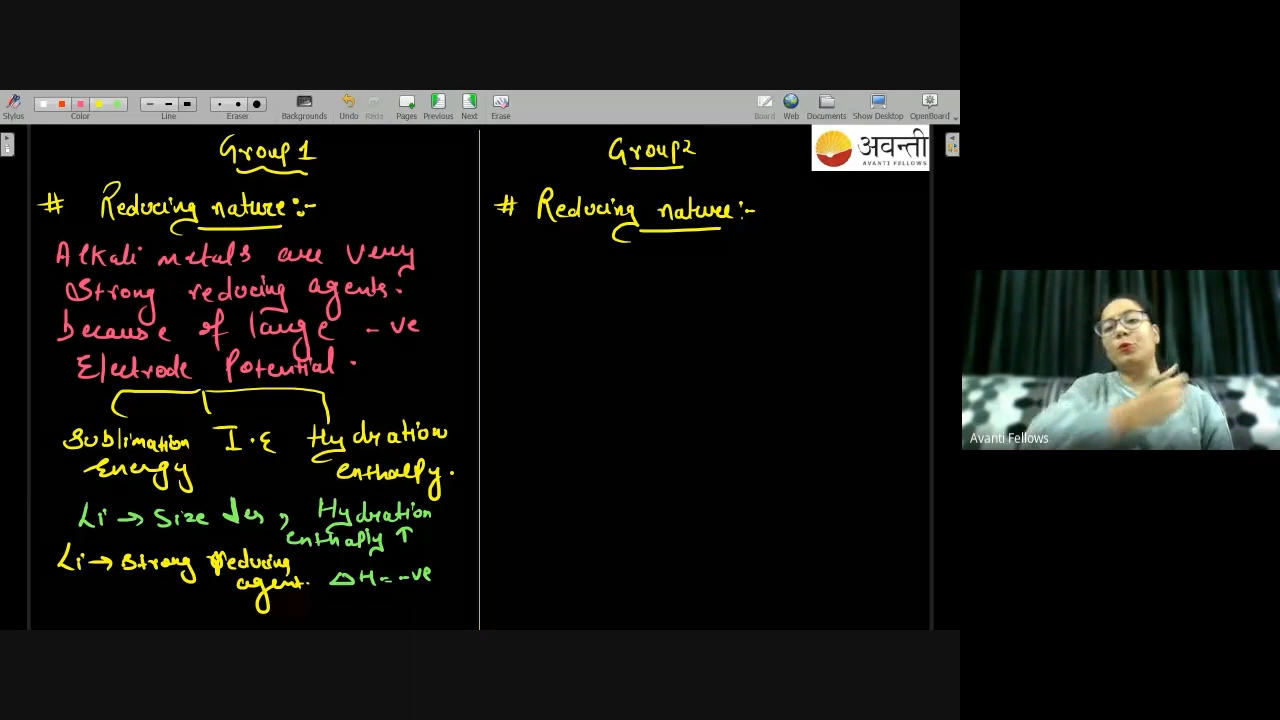 Stylus
Color
Line
Eraser
Backgrounds
Undo
Redo
Pages
Previous
Next
Erase
Board
Web
Documents
Show Desktop
OpenBoard
Group 1
# Reducing nature :-
Alkali metals are very
Strong reducing agents.
because of large -ve
Electrode Potential.
Sublimation Energy
I.E
Hydration enthalpy.
Li → Size ↓es , Hydration
enthalpy ↑
Li → Strong reducing
agent.
ΔH = -ve
Group 2
# Reducing nature :-
अवन्ती
AVANTI FELLOWS
Avanti Fellows